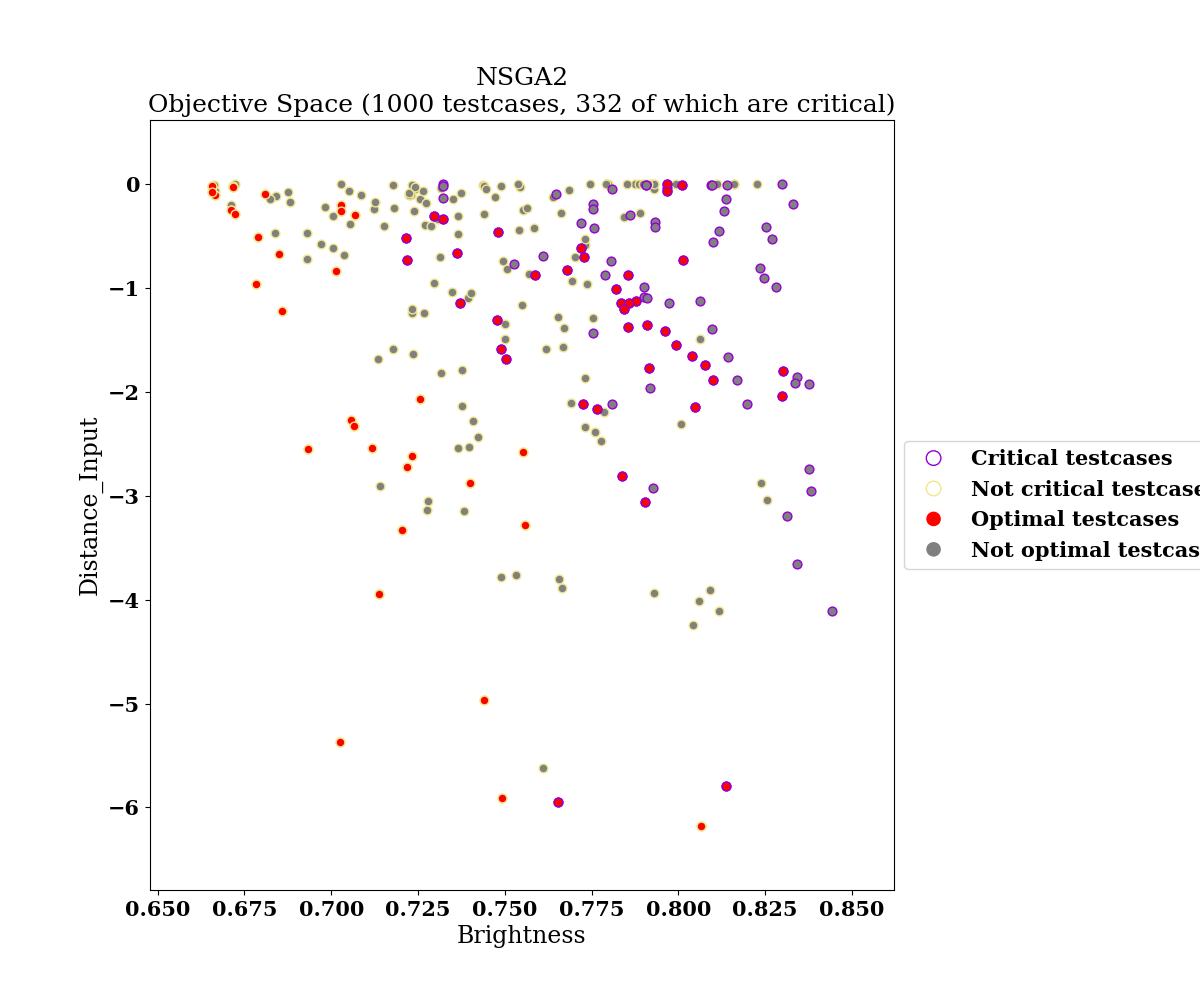 NSGA2
Objective Space (1000 testcases, 332 of which are critical)
0
−1
−2
−3
−4
−5
−6
Distance_Input
0.650 0.675 0.700 0.725 0.750 0.775 0.800 0.825 0.850
Brightness
Critical testcases
Not critical testcase
Optimal testcases
Not optimal testcas